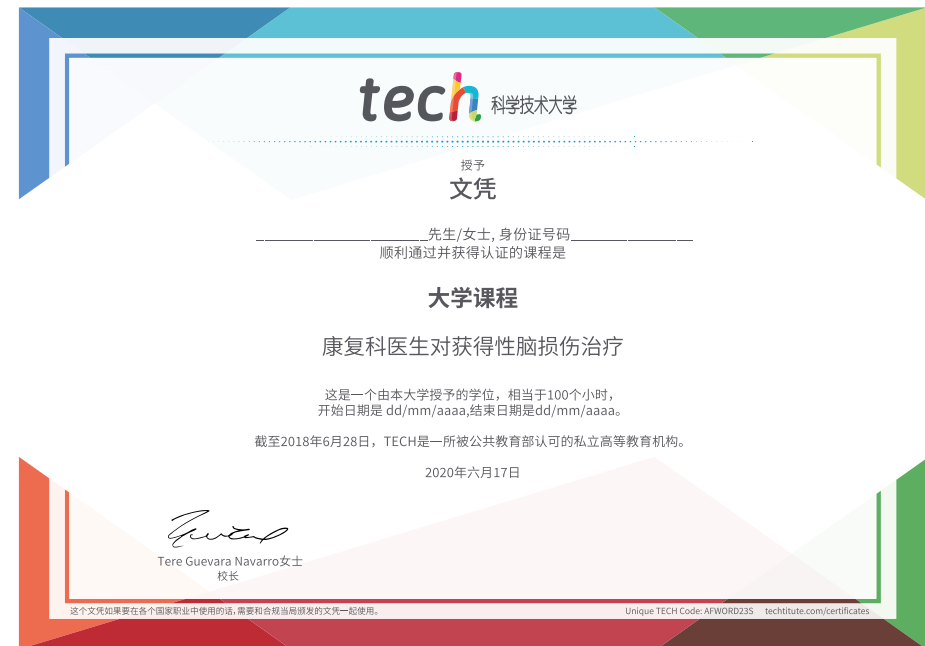 tech 科学技术大学
授予
文凭
________________________先生/女士, 身份证号码_________________
顺利通过并获得认证的课程是
大学课程
康复科医生对获得性脑损伤治疗
这是一个由本大学授予的学位，相当于100个小时，
开始日期是 dd/mm/aaaa,结束日期是dd/mm/aaaa。
截至2018年6月28日，TECH是一所被公共教育部认可的私立高等教育机构。
2020年六月17日
Tere Guevara Navarro女士
校长
这个文凭如果要在各个国家职业中使用的话,需要和合规当局颁发的文凭一起使用。
Unique TECH Code: AFWORD23S techtitute.com/certificates